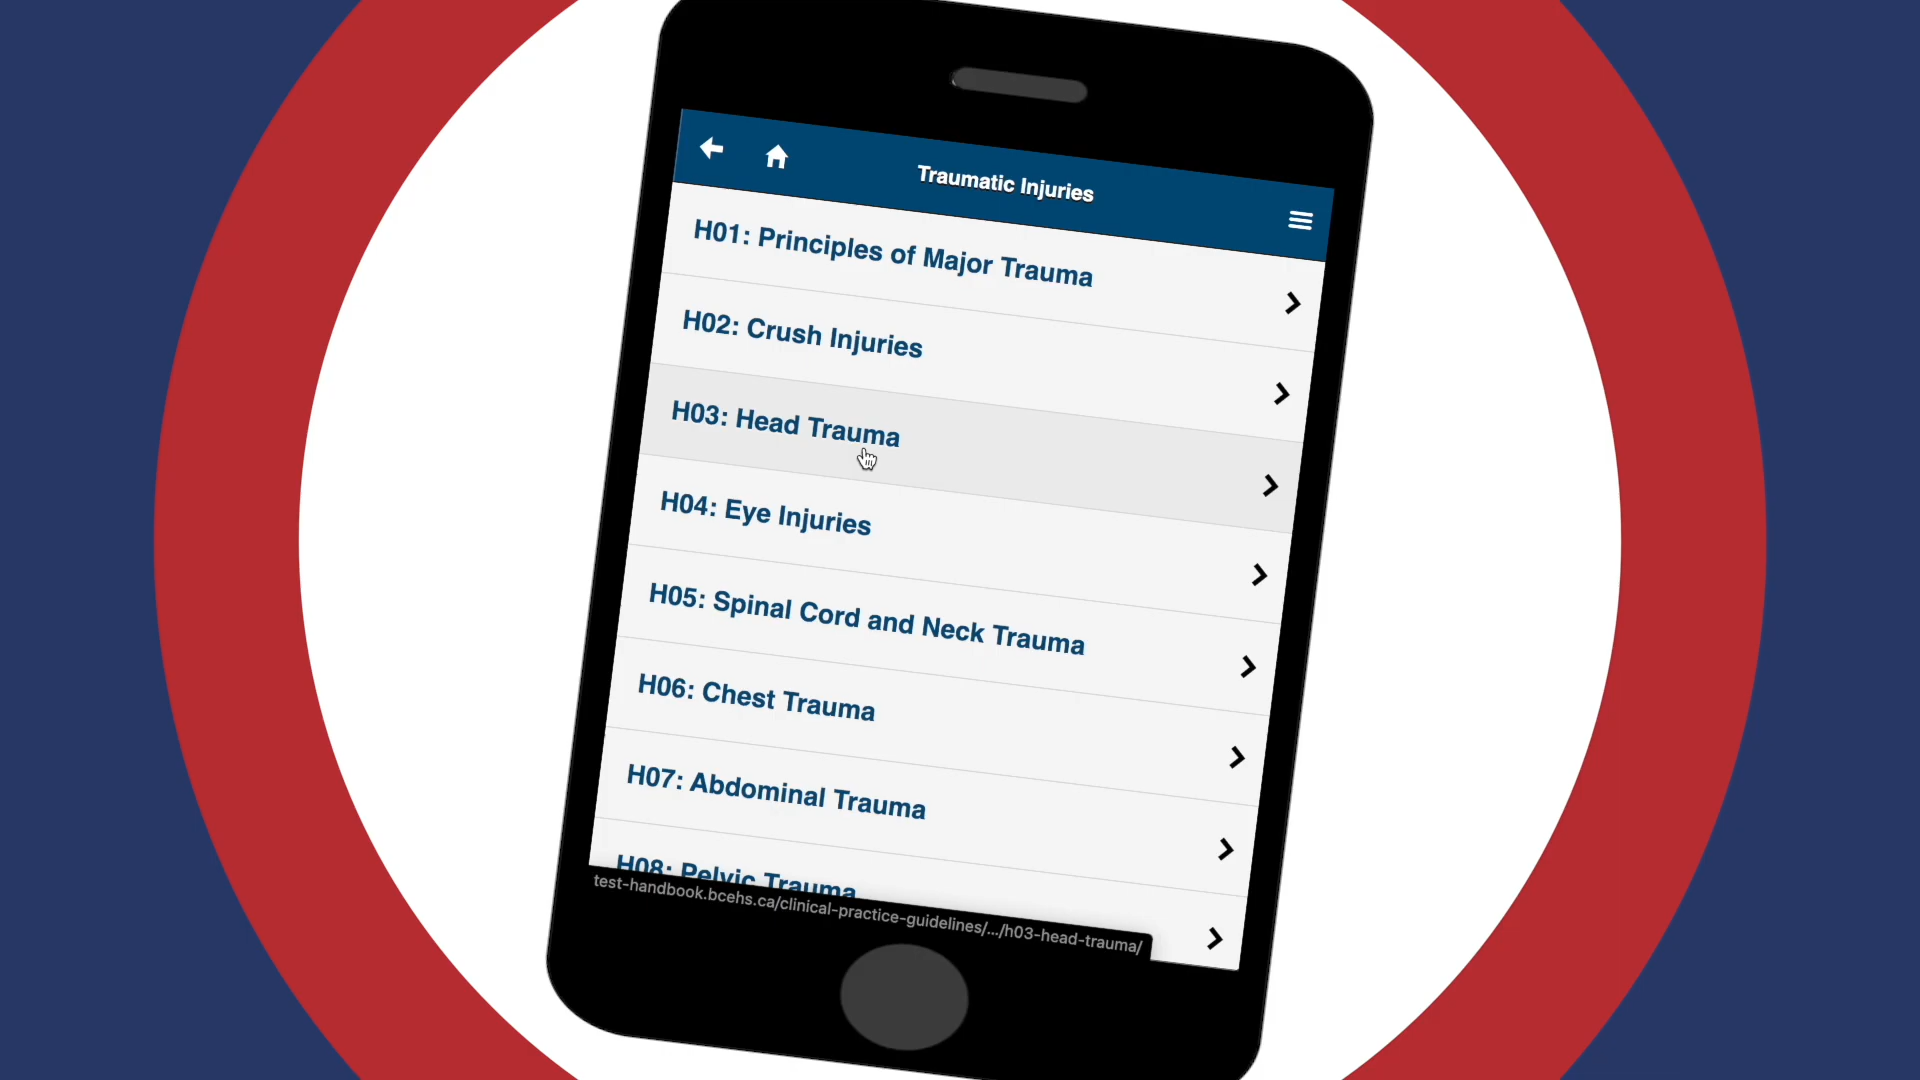 Traumatic Injuries
H01: Principles of Major Trauma
H02: Crush Injuries
H03: Head Trauma
H04: Eye Injuries
H05: Spinal Cord and Neck Trauma
H06: Chest Trauma
H07: Abdominal Trauma
H08: Pelvic Trauma
test-handbook.bcehs.ca/clinical-practice-guidelines/.../h03-head-trauma/